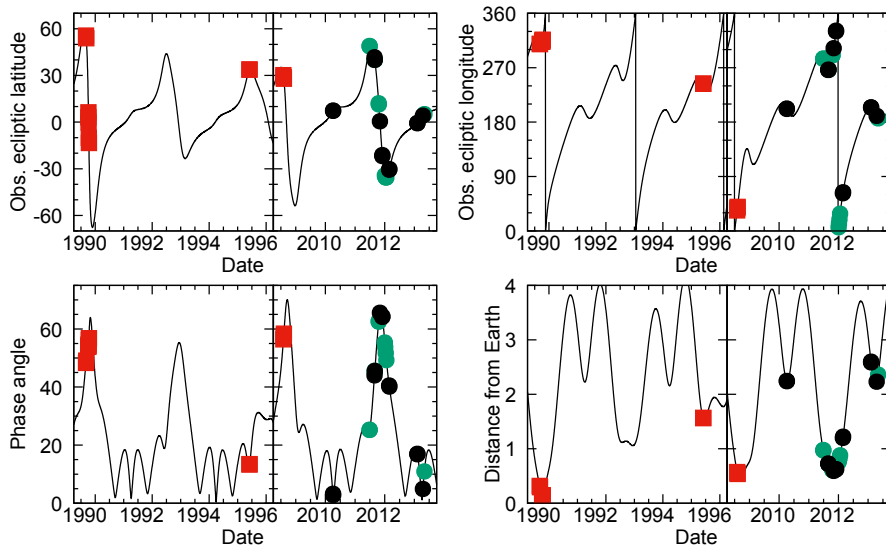 Obs. ecliptic latitude
60
30
0
-30
-60
1990 1992 1994 1996 2010 2012
Date
Obs. ecliptic longitude
360
270
180
90
0
1990 1992 1994 1996 2010 2012
Date
Phase angle
60
40
20
0
1990 1992 1994 1996 2010 2012
Date
Distance from Earth
4
3
2
1
0
1990 1992 1994 1996 2010 2012
Date